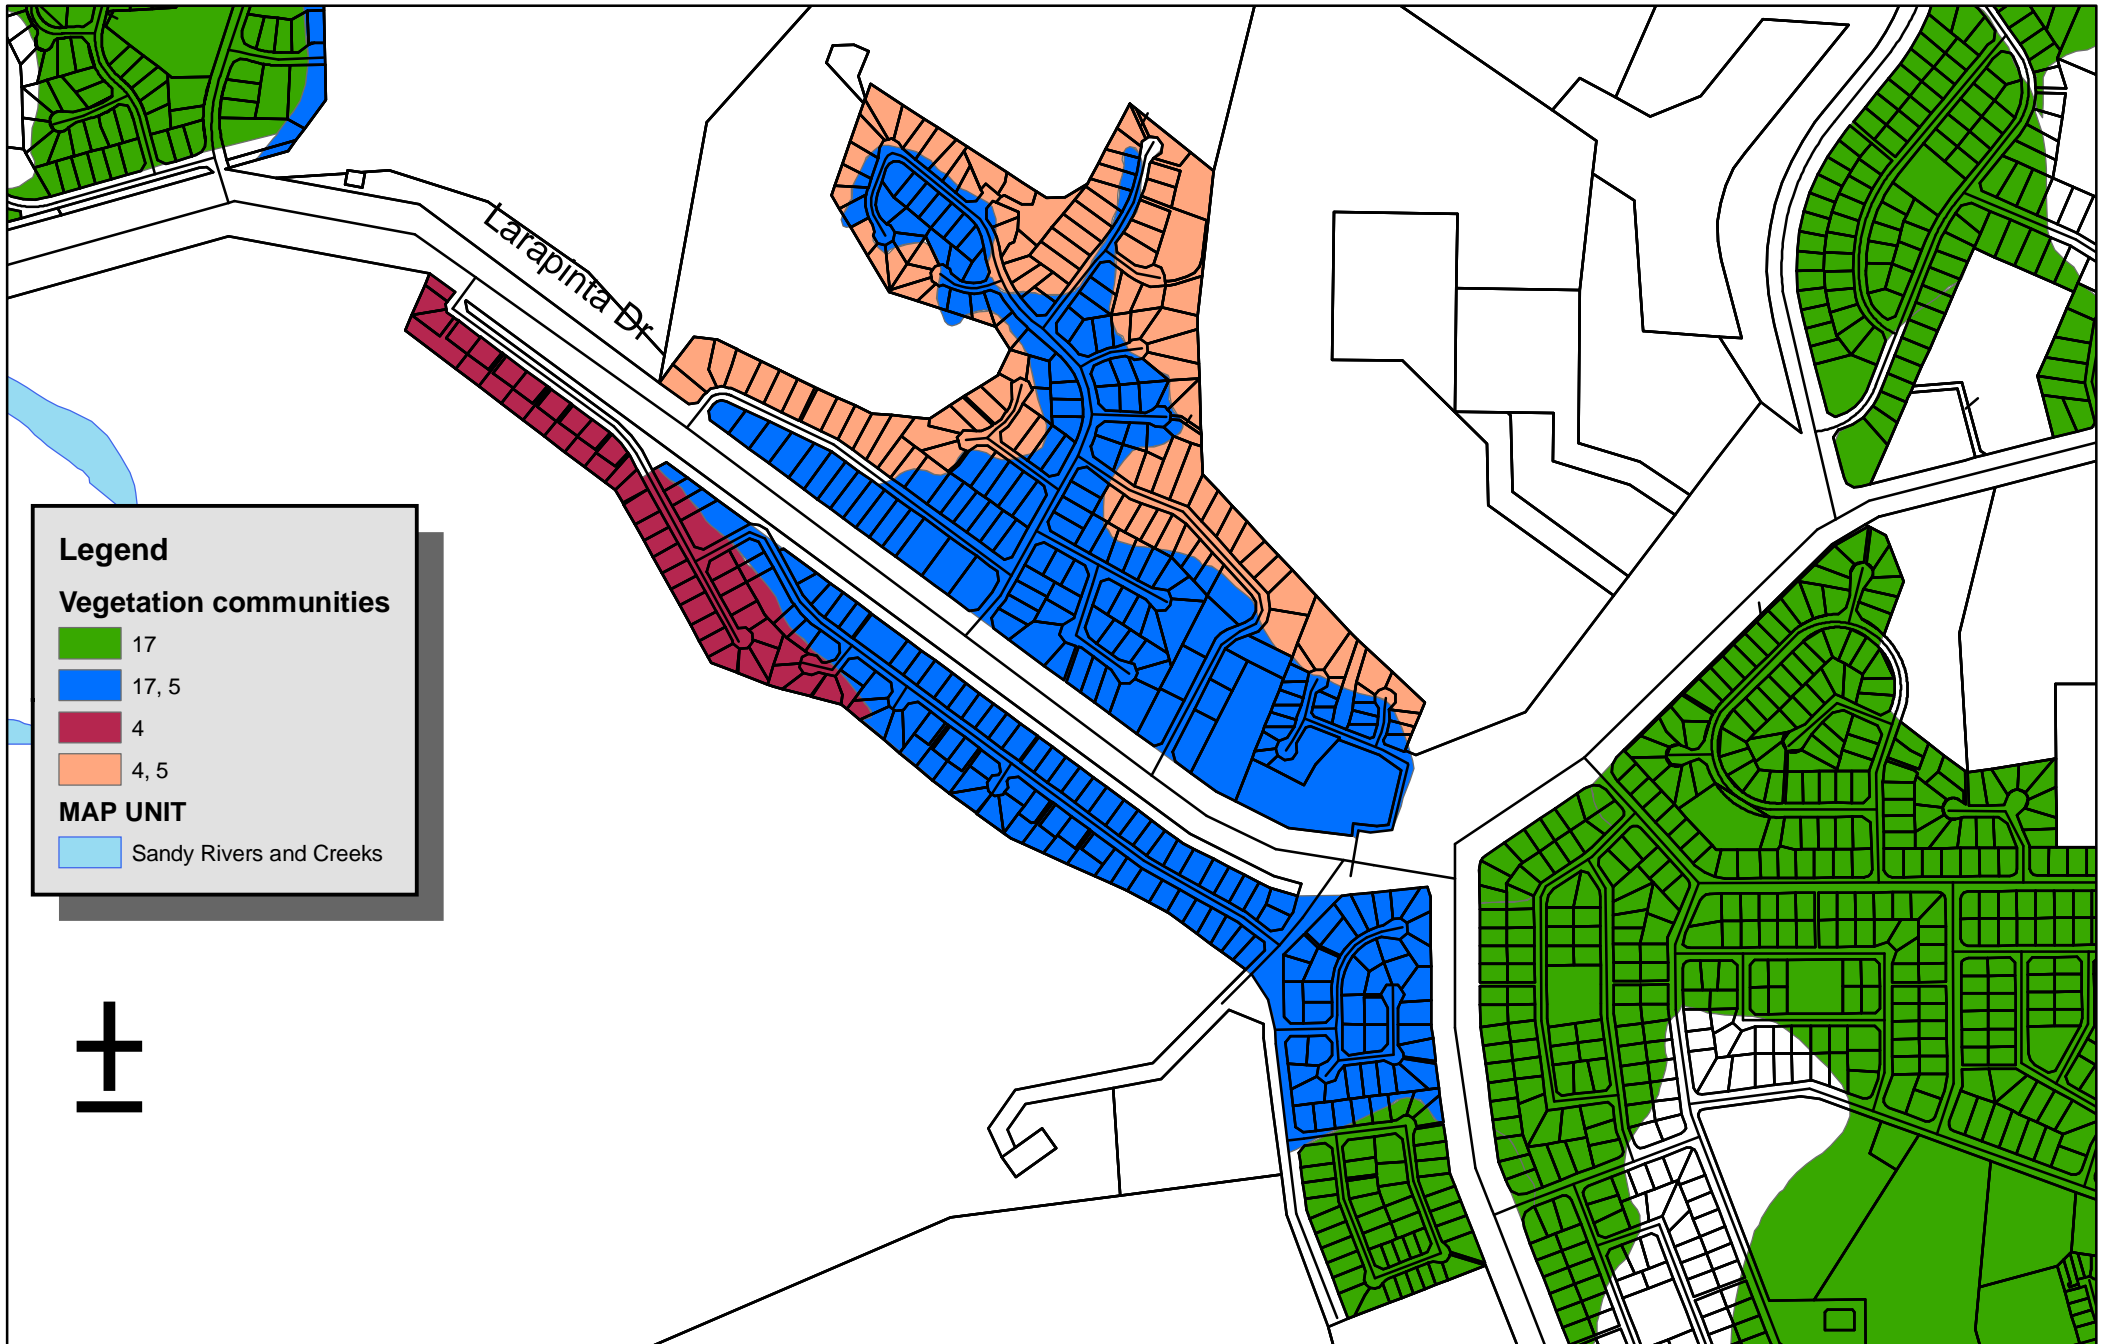 Larapinta Dr
Legend
Vegetation communities
17
17, 5
4
4, 5
MAP UNIT
Sandy Rivers and Creeks